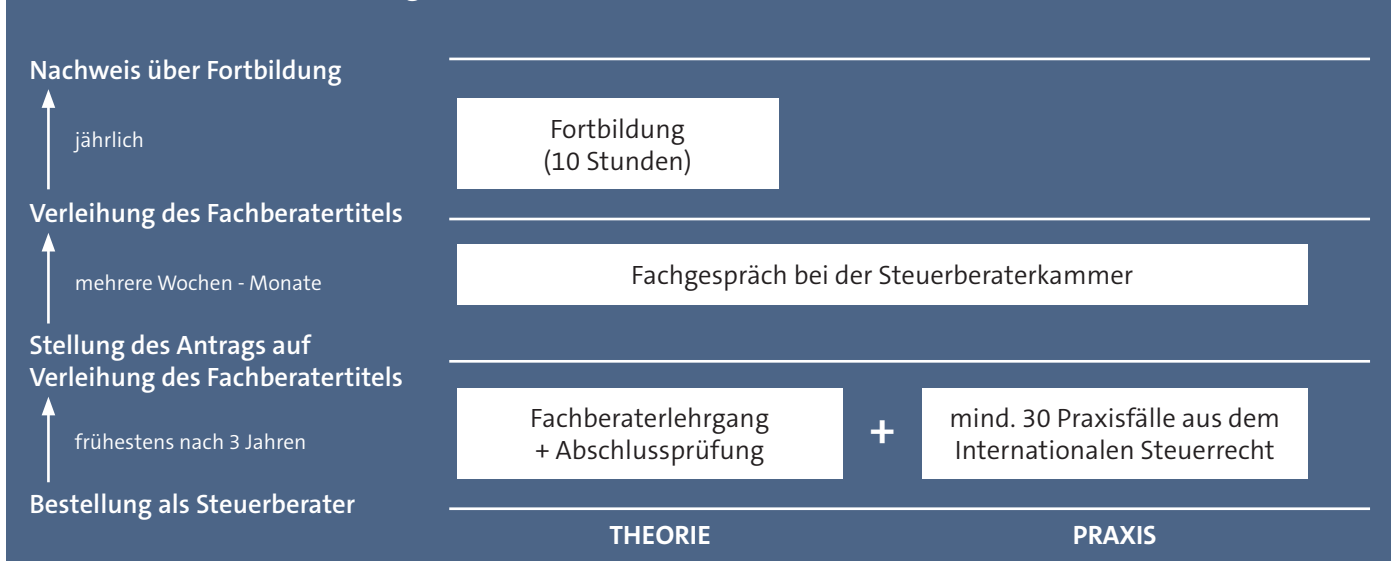 Nachweis über Fortbildung
jährlich
Fortbildung
(10 Stunden)
Verleihung des Fachberatertitels
mehrere Wochen - Monate
Fachgespräch bei der Steuerberaterkammer
Stellung des Antrags auf
Verleihung des Fachberatertitels
frühestens nach 3 Jahren
Fachberaterlehrgang
+ Abschlussprüfung
+
mind. 30 Praxisfälle aus dem
Internationalen Steuerrecht
Bestellung als Steuerberater
THEORIE
PRAXIS